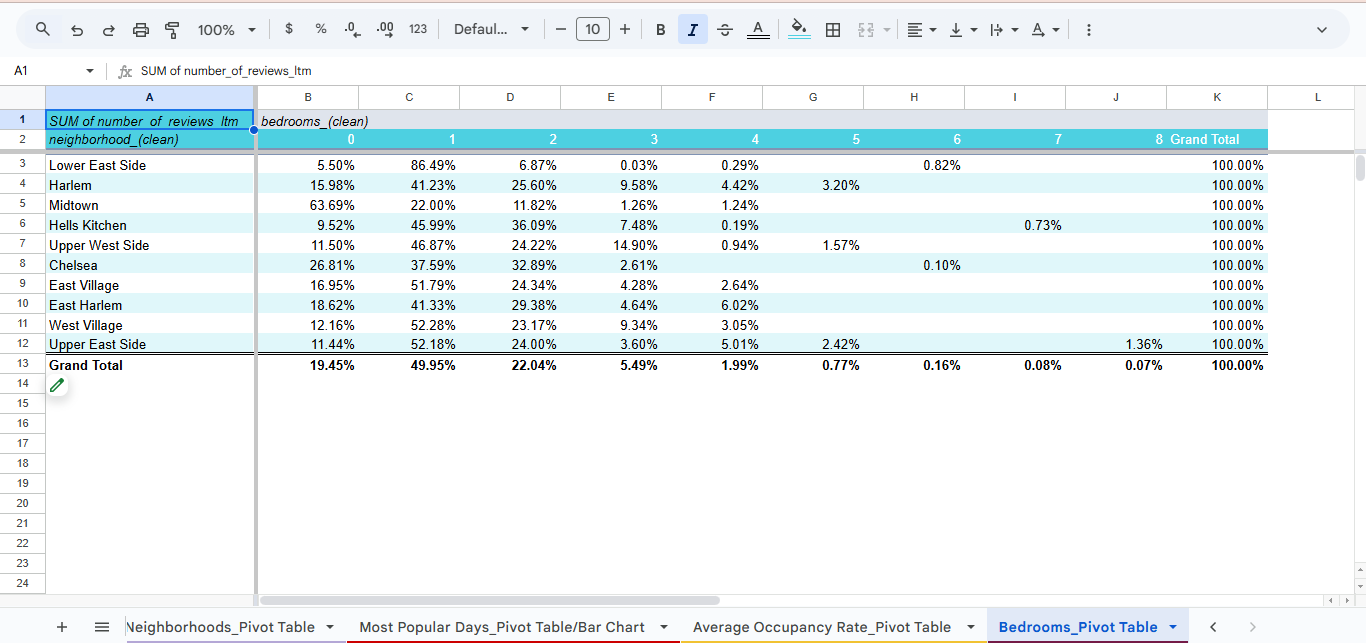 100% $ % .0 .00 123 Defaul... − 10 + B I S A A
A1 fx SUM of number_of_reviews_ltm
A B C D E F G H I J K L
1 SUM of number_of_reviews_ltm bedrooms_(clean)
2 neighborhood_(clean) 0 1 2 3 4 5 6 7 8 Grand Total
3 Lower East Side 5.50% 86.49% 6.87% 0.03% 0.29% 0.82% 100.00%
4 Harlem 15.98% 41.23% 25.60% 9.58% 4.42% 3.20% 100.00%
5 Midtown 63.69% 22.00% 11.82% 1.26% 1.24% 100.00%
6 Hells Kitchen 9.52% 45.99% 36.09% 7.48% 0.19% 0.73% 100.00%
7 Upper West Side 11.50% 46.87% 24.22% 14.90% 0.94% 1.57% 100.00%
8 Chelsea 26.81% 37.59% 32.89% 2.61% 0.10% 100.00%
9 East Village 16.95% 51.79% 24.34% 4.28% 2.64% 100.00%
10 East Harlem 18.62% 41.33% 29.38% 4.64% 6.02% 100.00%
11 West Village 12.16% 52.28% 23.17% 9.34% 3.05% 100.00%
12 Upper East Side 11.44% 52.18% 24.00% 3.60% 5.01% 2.42% 1.36% 100.00%
13 Grand Total 19.45% 49.95% 22.04% 5.49% 1.99% 0.77% 0.16% 0.08% 0.07% 100.00%
14
15
16
17
18
19
20
21
22
23
24
+ Neighborhoods_Pivot Table Most Popular Days_Pivot Table/Bar Chart Average Occupancy Rate_Pivot Table Bedrooms_Pivot Table